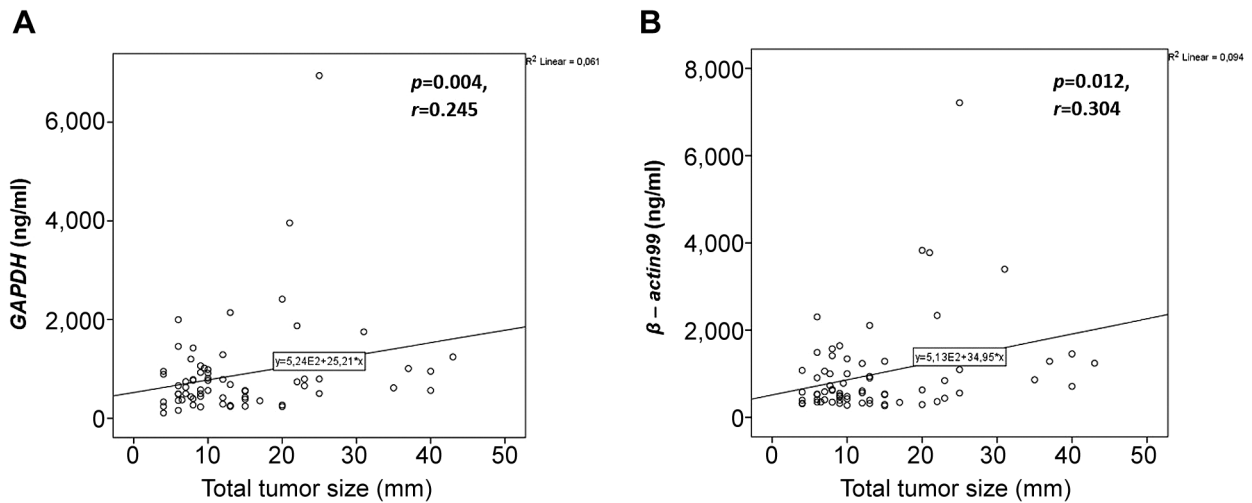 A
R² Linear = 0,061
p=0.004,
r=0.245
6,000
4,000
2,000
0
GAPDH (ng/ml)
y=5,24E2+25,21*x
0 10 20 30 40 50
Total tumor size (mm)
B
R² Linear = 0,094
p=0.012,
r=0.304
8,000
6,000
4,000
2,000
0
β – actin99 (ng/ml)
y=5,13E2+34,95*x
0 10 20 30 40 50
Total tumor size (mm)